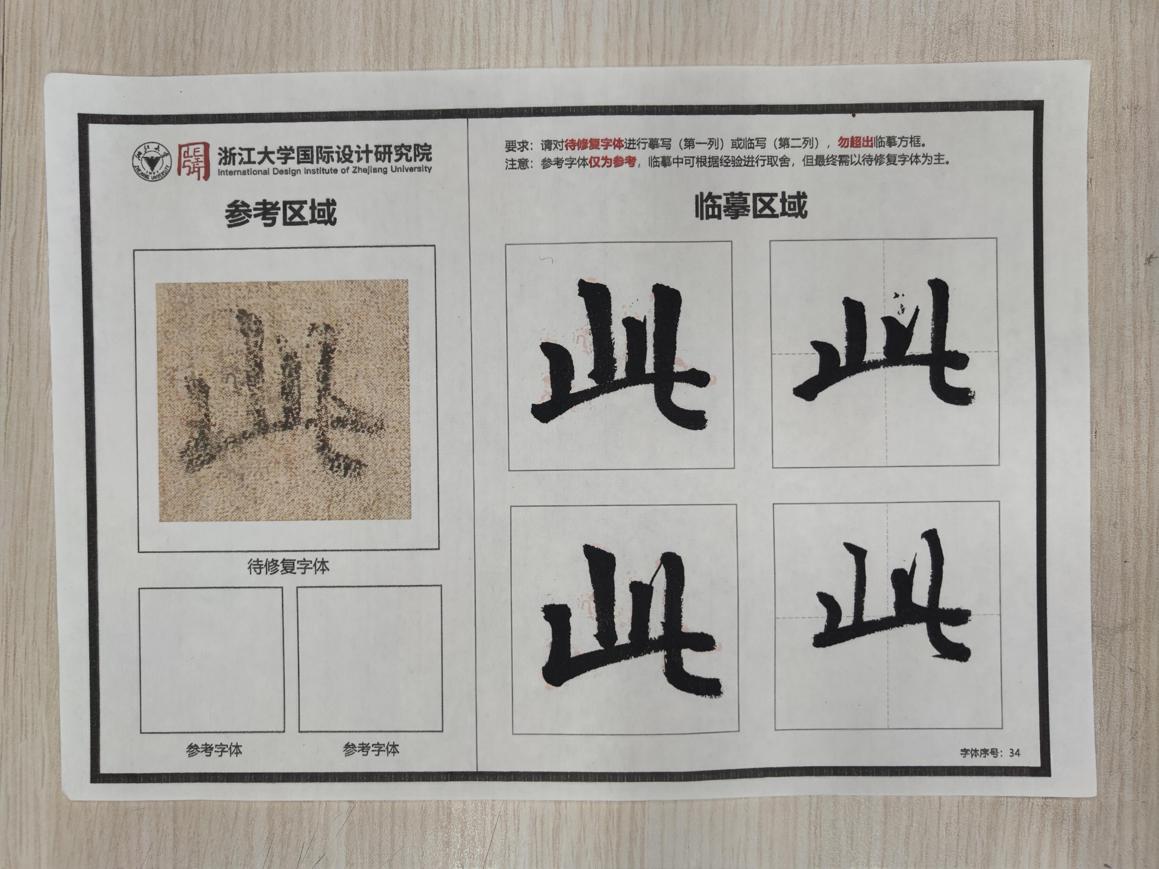 浙江大学国际设计研究院
International Design Institute of Zhejiang University
参考区域
此
待修复字体
参考字体 参考字体
要求：请对待修复字体进行摹写（第一列）或临写（第二列），勿超出临摹方框。
注意：参考字体仅为参考，临摹中可根据经验进行取舍，但最终需以待修复字体为主。
临摹区域
此 此
此 此
字体序号：34